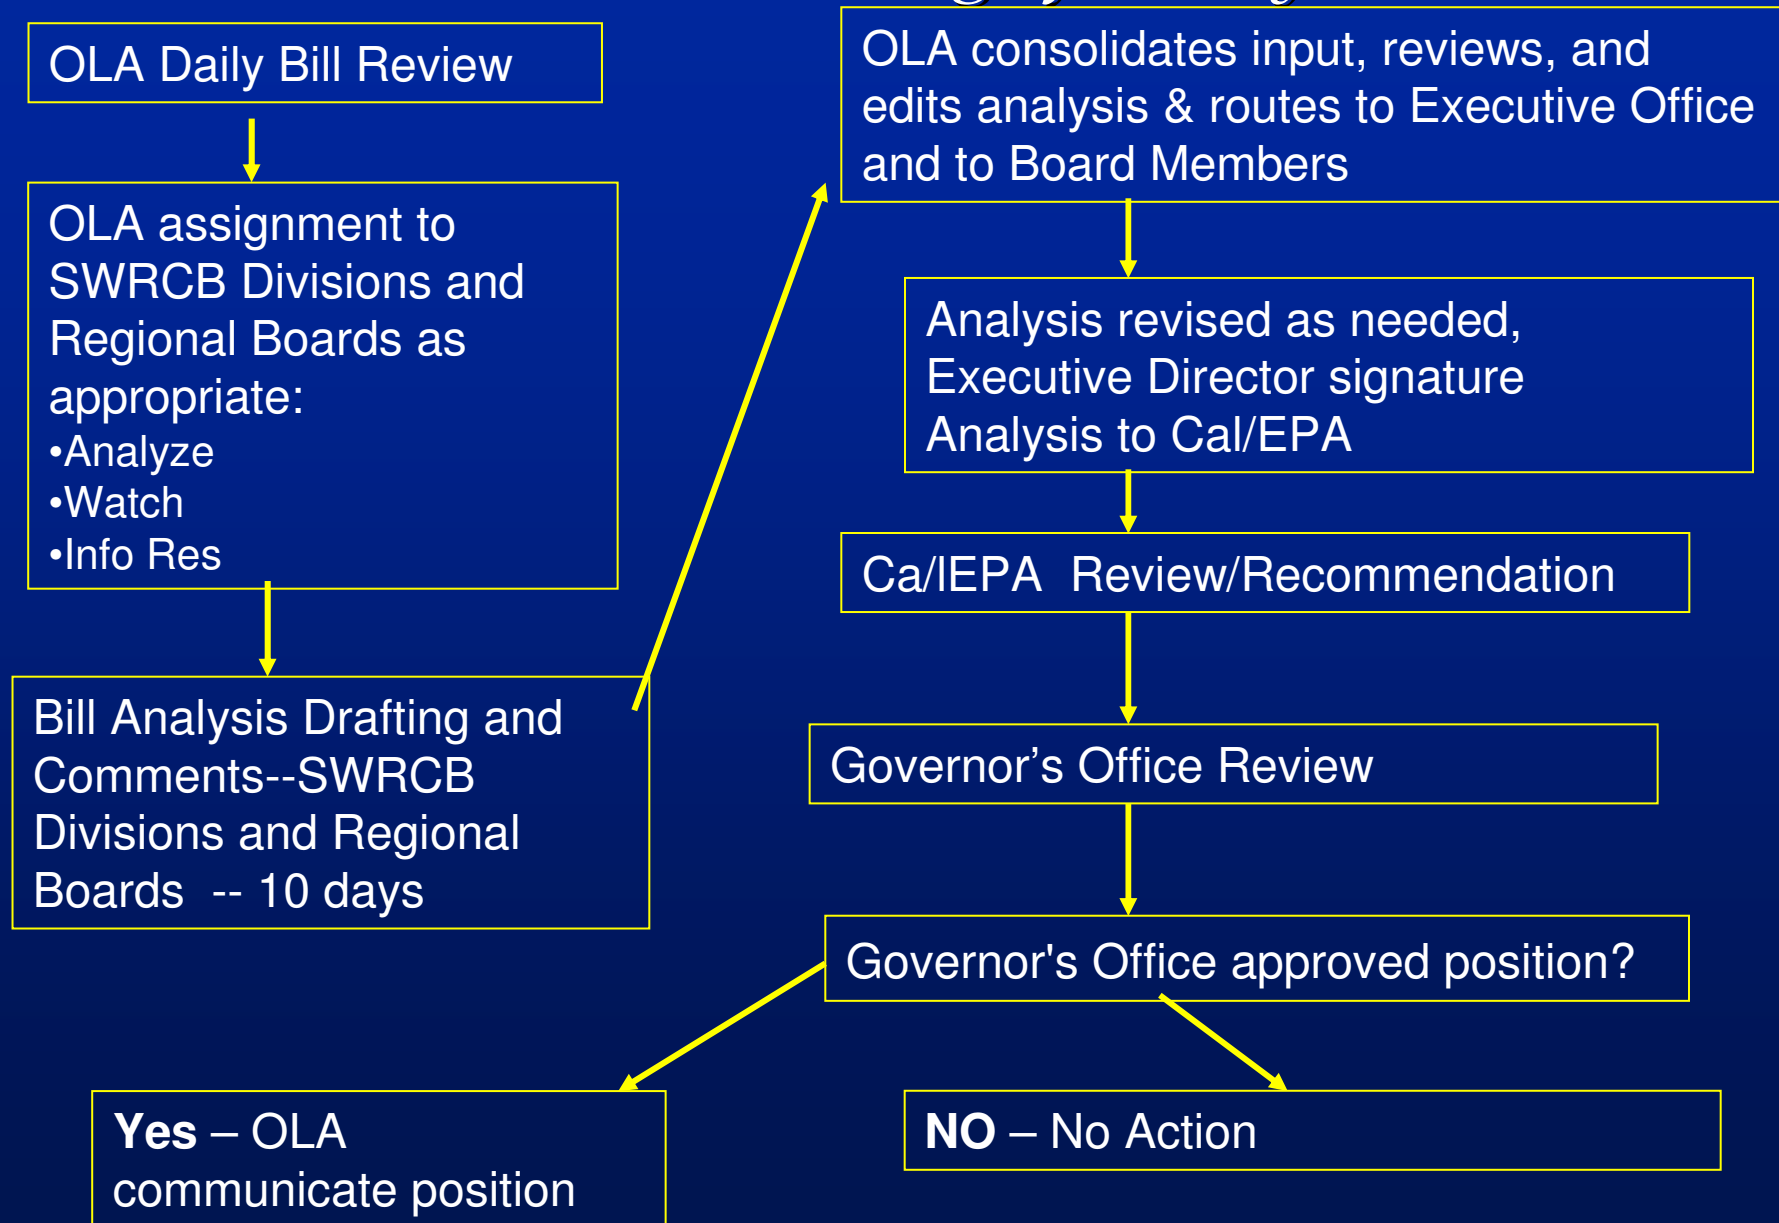 OLA Daily Bill Review
OLA assignment to
SWRCB Divisions and
Regional Boards as
appropriate:
•Analyze
•Watch
•Info Res
Bill Analysis Drafting and
Comments--SWRCB
Divisions and Regional
Boards -- 10 days
OLA consolidates input, reviews, and
edits analysis & routes to Executive Office
and to Board Members
Analysis revised as needed,
Executive Director signature
Analysis to Cal/EPA
Ca/lEPA Review/Recommendation
Governor’s Office Review
Governor's Office approved position?
Yes – OLA
communicate position
NO – No Action